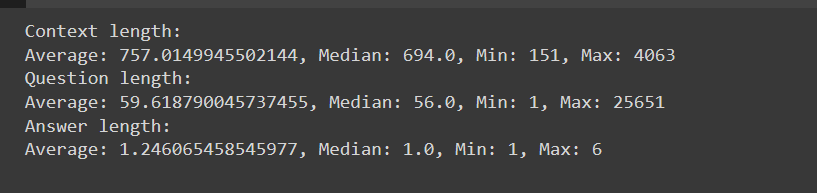 Context length:
Average: 757.0149945502144, Median: 694.0, Min: 151, Max: 4063
Question length:
Average: 59.618790045737455, Median: 56.0, Min: 1, Max: 25651
Answer length:
Average: 1.246065458545977, Median: 1.0, Min: 1, Max: 6